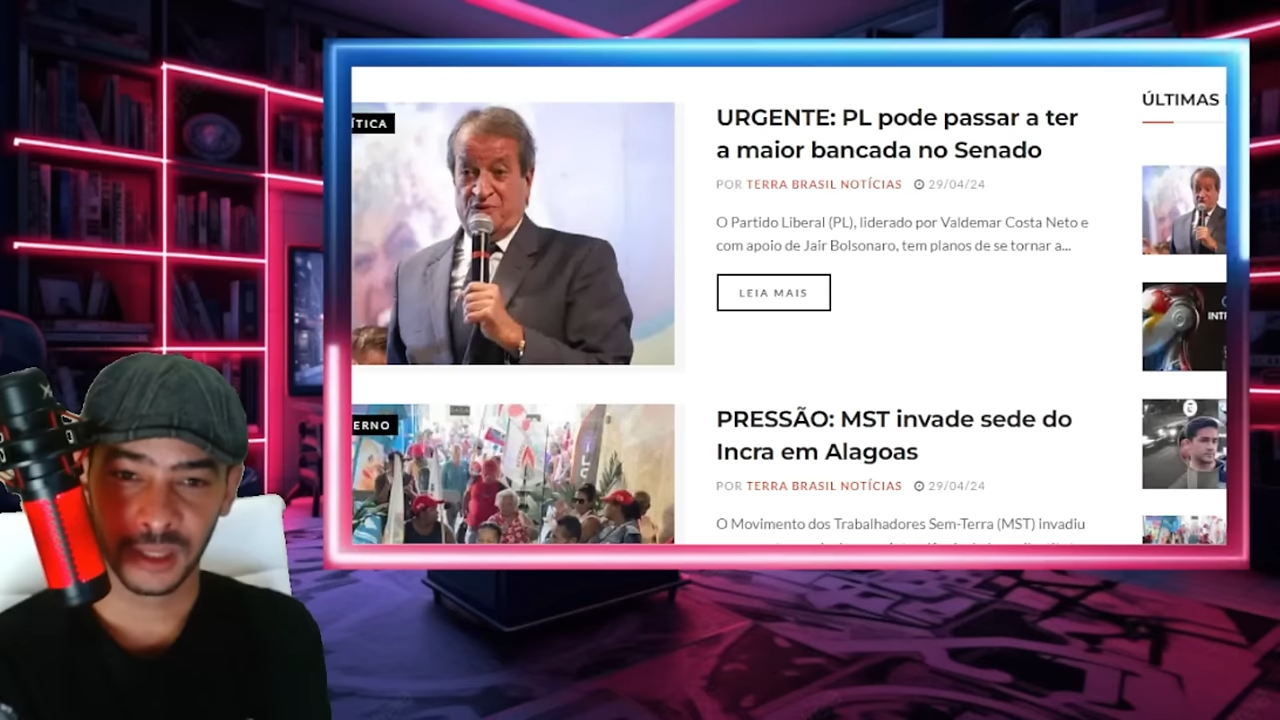 ÍTICA
URGENTE: PL pode passar a ter
a maior bancada no Senado
POR TERRA BRASIL NOTÍCIAS 29/04/24
O Partido Liberal (PL), liderado por Valdemar Costa Neto e
com apoio de Jair Bolsonaro, tem planos de se tornar a...
LEIA MAIS
ERNO
PRESSÃO: MST invade sede do
Incra em Alagoas
POR TERRA BRASIL NOTÍCIAS 29/04/24
O Movimento dos Trabalhadores Sem-Terra (MST) invadiu
ÚLTIMAS
INT